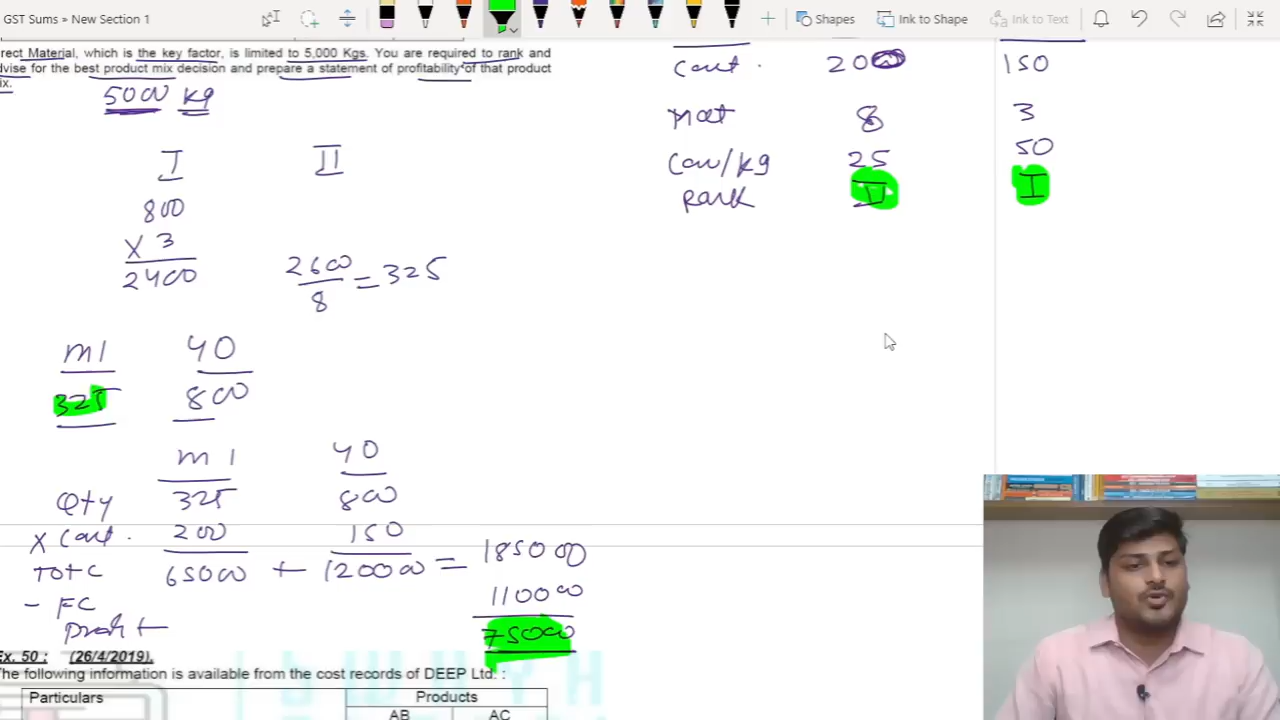 GST Sums » New Section 1
Shapes
Ink to Shape
Ink to Text
rect Material, which is the key factor, is limited to 5,000 Kgs. You are required to rank and
dvise for the best product mix decision and prepare a statement of profitability of that product
ix.
5000 kg
I II
800
X 3
2400
2600
8
= 325
m1 40
325 800
m1 40
Qty 325 800
X Cont. 200 150
Tot C 65000 + 120000 = 185000
- FC 110000
Profit 75000
Cont. 200 150
Mat 8 3
Con/kg 25 50
Rank II I
Ex. 50 : (26/4/2019).
The following information is available from the cost records of DEEP Ltd. :
Particulars Products
AB AC